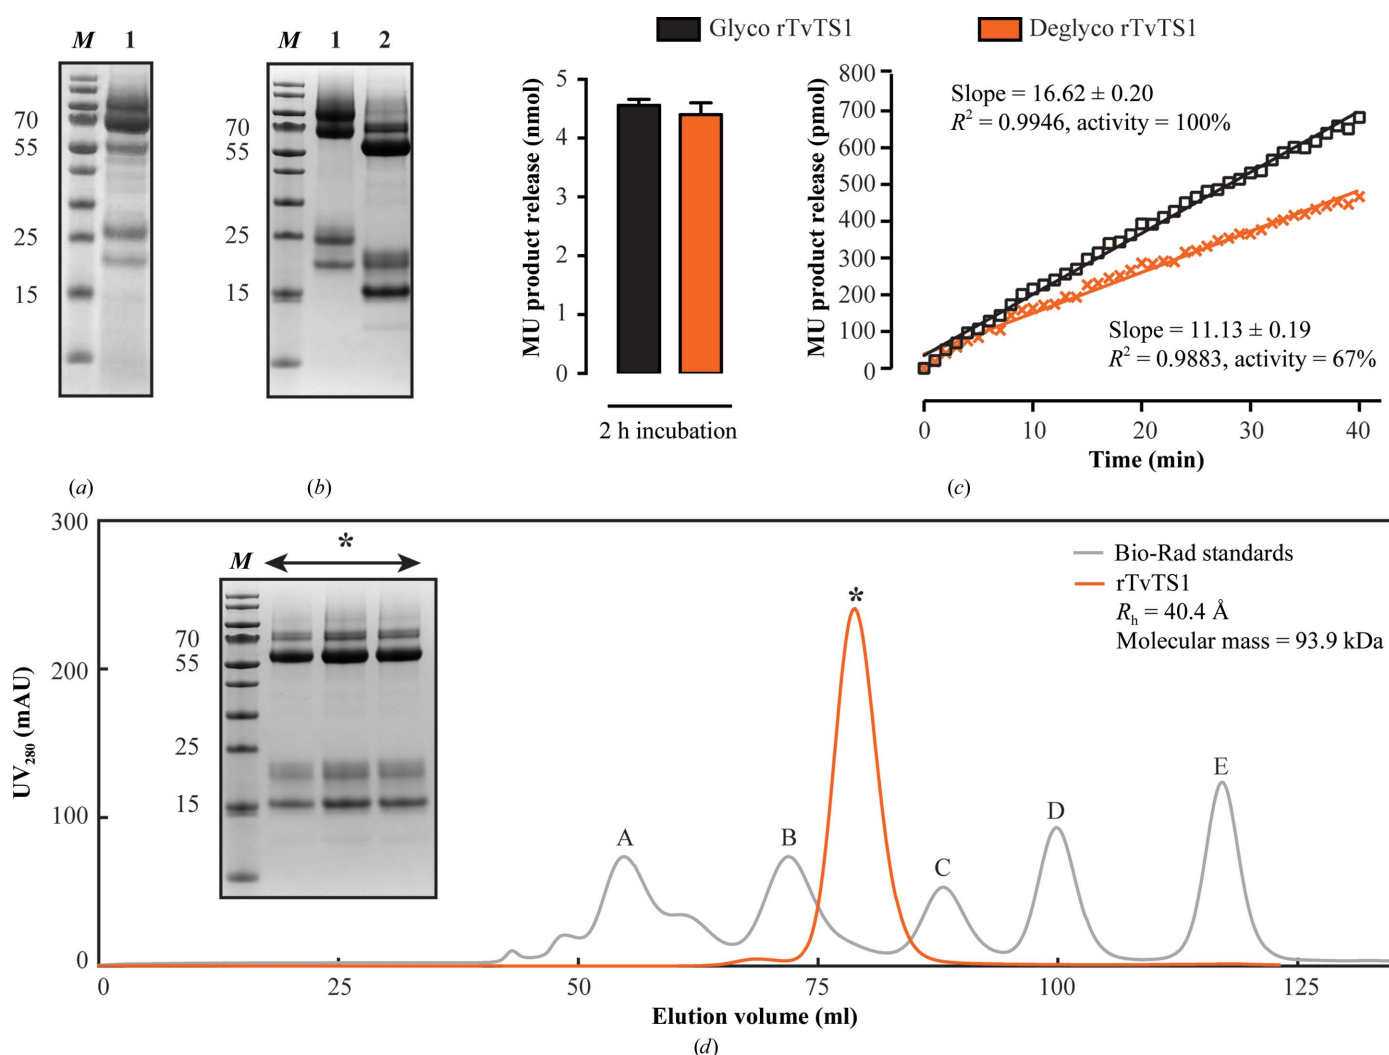 M 1
70
55
25
15
(a)
M 1 2
70
55
25
15
(b)
Glyco rTvTS1
Deglyco rTvTS1
MU product release (nmol)
5
4
3
2
1
0
2 h incubation
MU product release (pmol)
800
700
600
500
400
300
200
100
0
Slope = 16.62 ± 0.20
R² = 0.9946, activity = 100%
Slope = 11.13 ± 0.19
R² = 0.9883, activity = 67%
0 10 20 30 40
Time (min)
(c)
UV₂₈₀ (mAU)
300
200
100
0
M *
70
55
25
15
A
B
*
C
D
E
Bio-Rad standards
rTvTS1
Rₕ = 40.4 Å
Molecular mass = 93.9 kDa
0 25 50 75 100 125
Elution volume (ml)
(d)